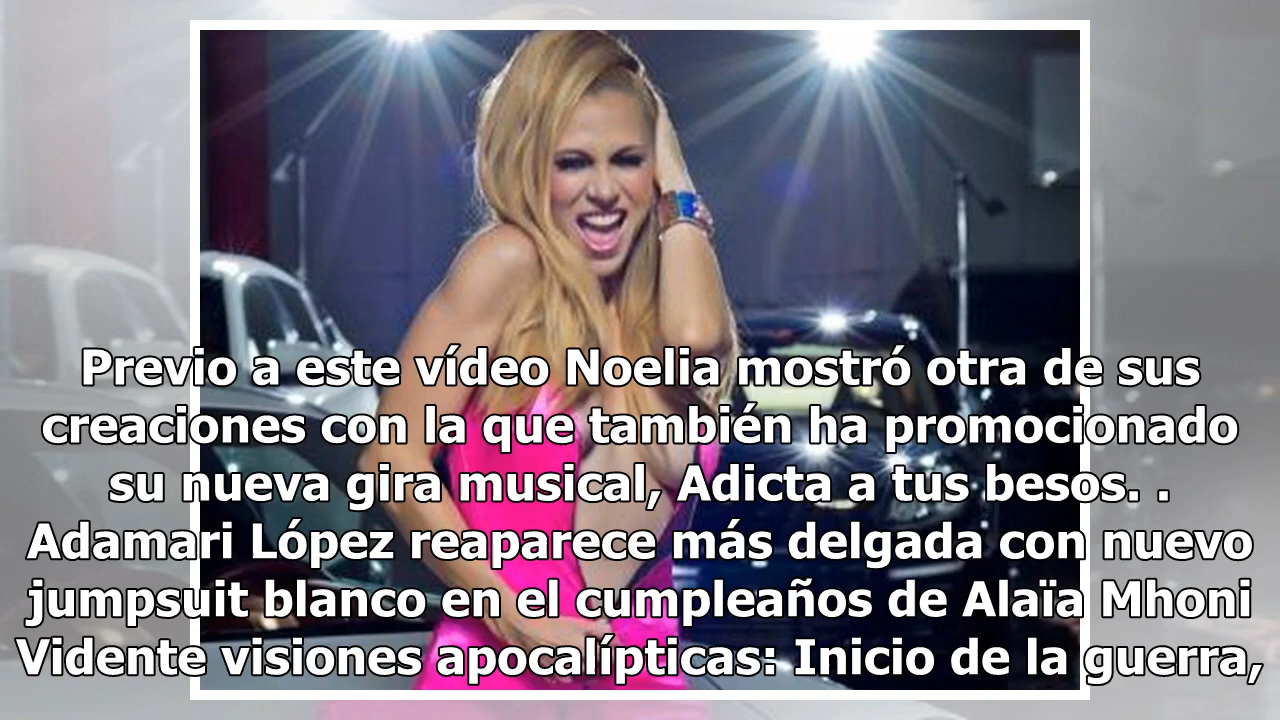 Previo a este vídeo Noelia mostró otra de sus
creaciones con la que también ha promocionado
su nueva gira musical, Adicta a tus besos. .
Adamari López reaparece más delgada con nuevo
jumpsuit blanco en el cumpleaños de Alaïa Mhoni
Vidente visiones apocalípticas: Inicio de la guerra,